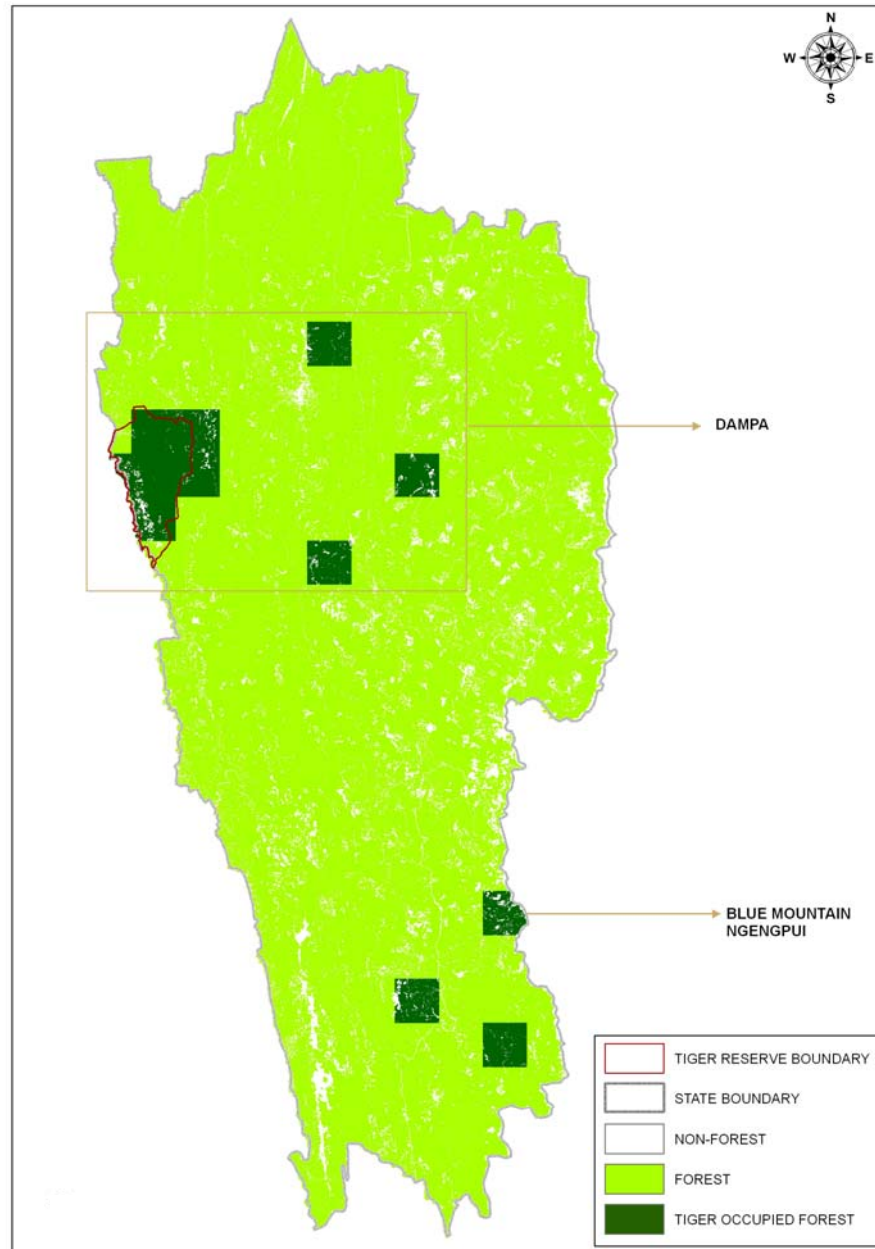 N
W E
S
DAMPA
BLUE MOUNTAIN
NGENGPUI
TIGER RESERVE BOUNDARY
STATE BOUNDARY
NON-FOREST
FOREST
TIGER OCCUPIED FOREST